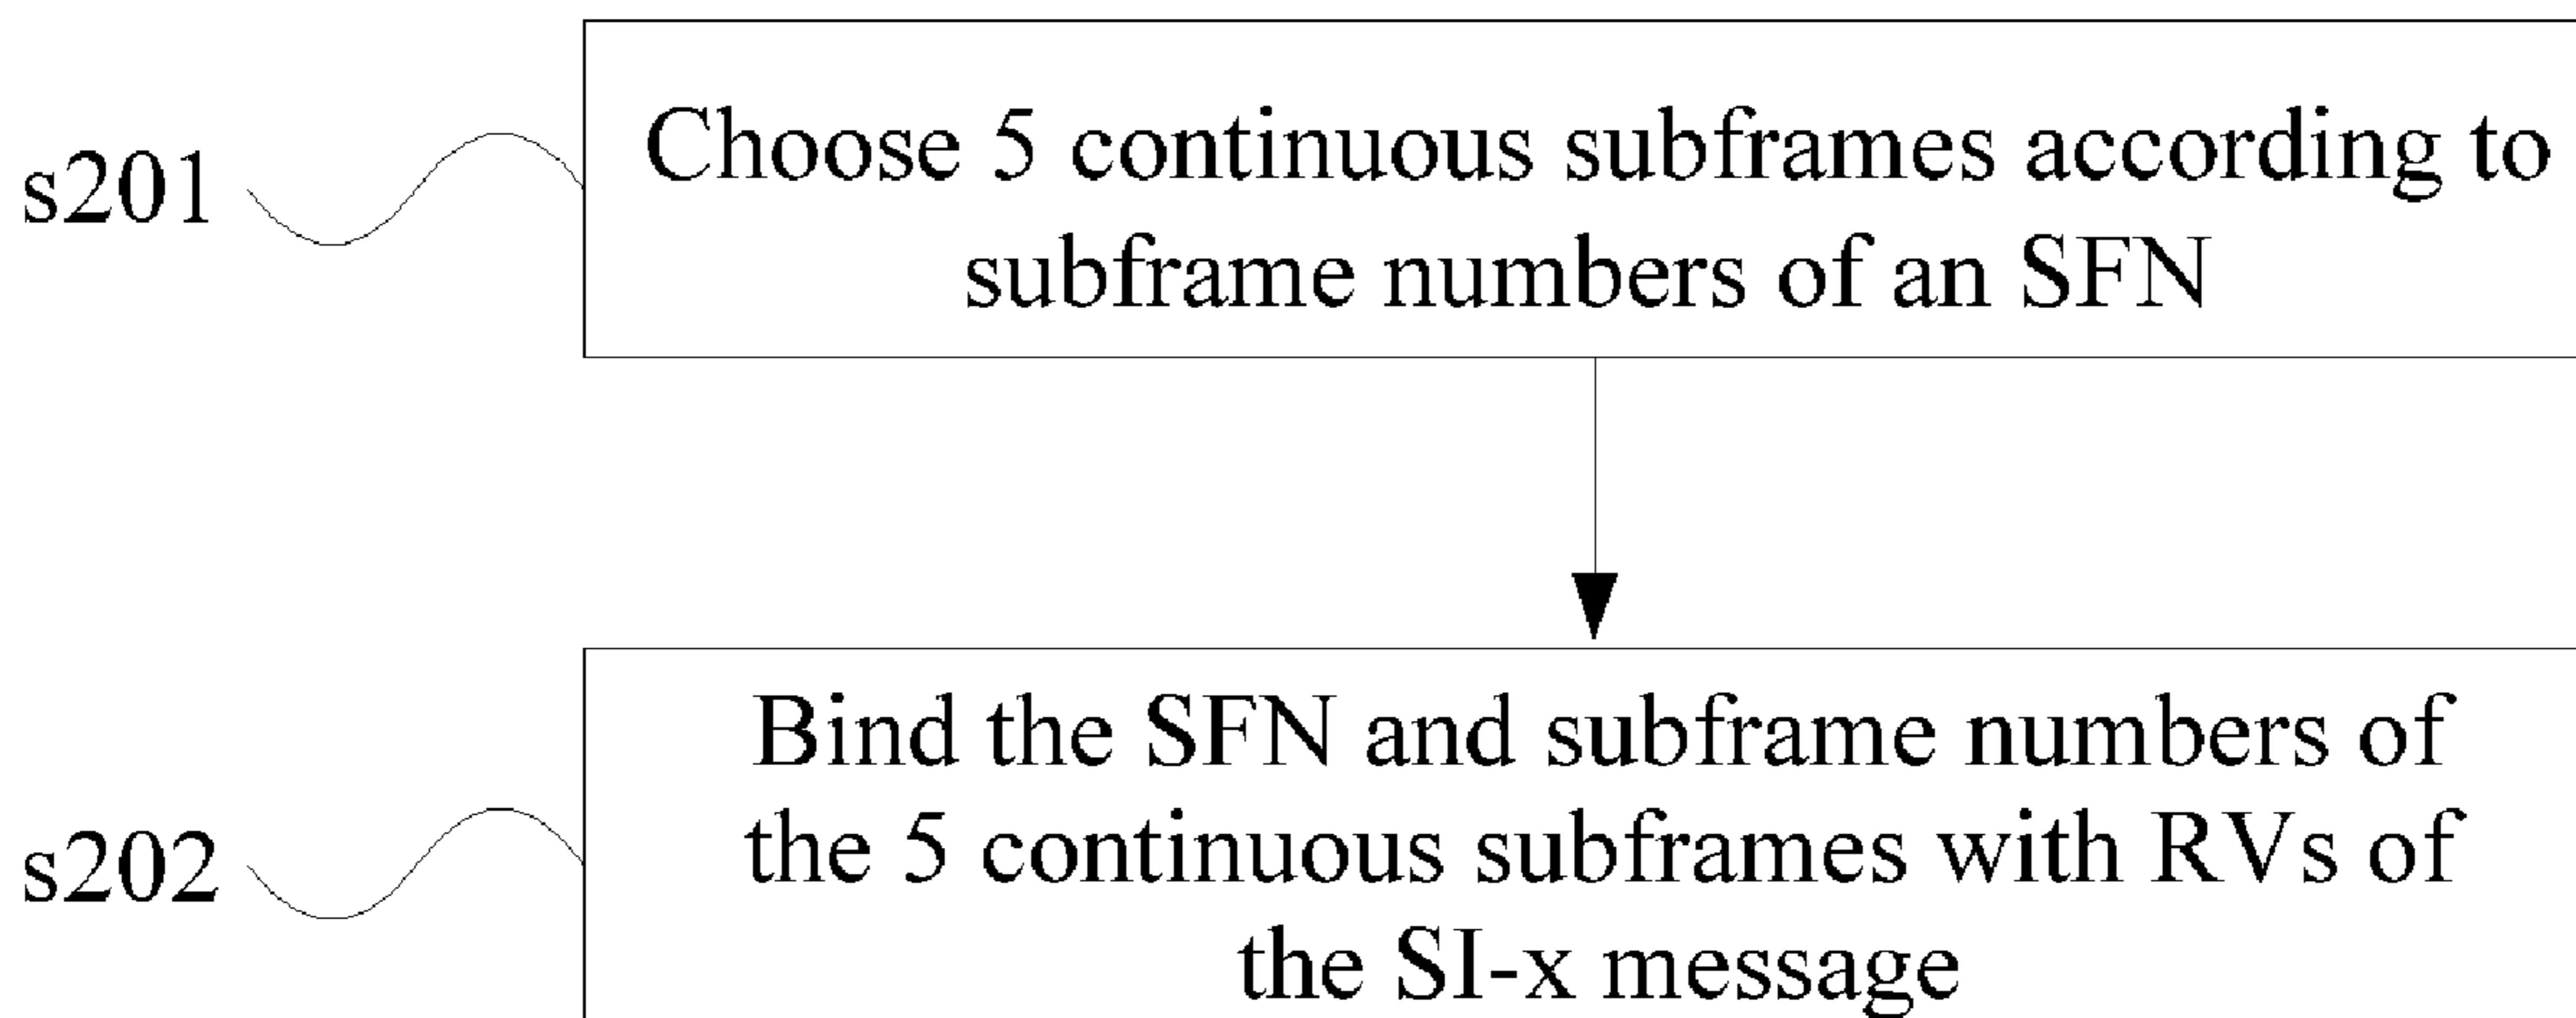 s201
Choose 5 continuous subframes according to
subframe numbers of an SFN
s202
Bind the SFN and subframe numbers of
the 5 continuous subframes with RVs of
the SI-x message